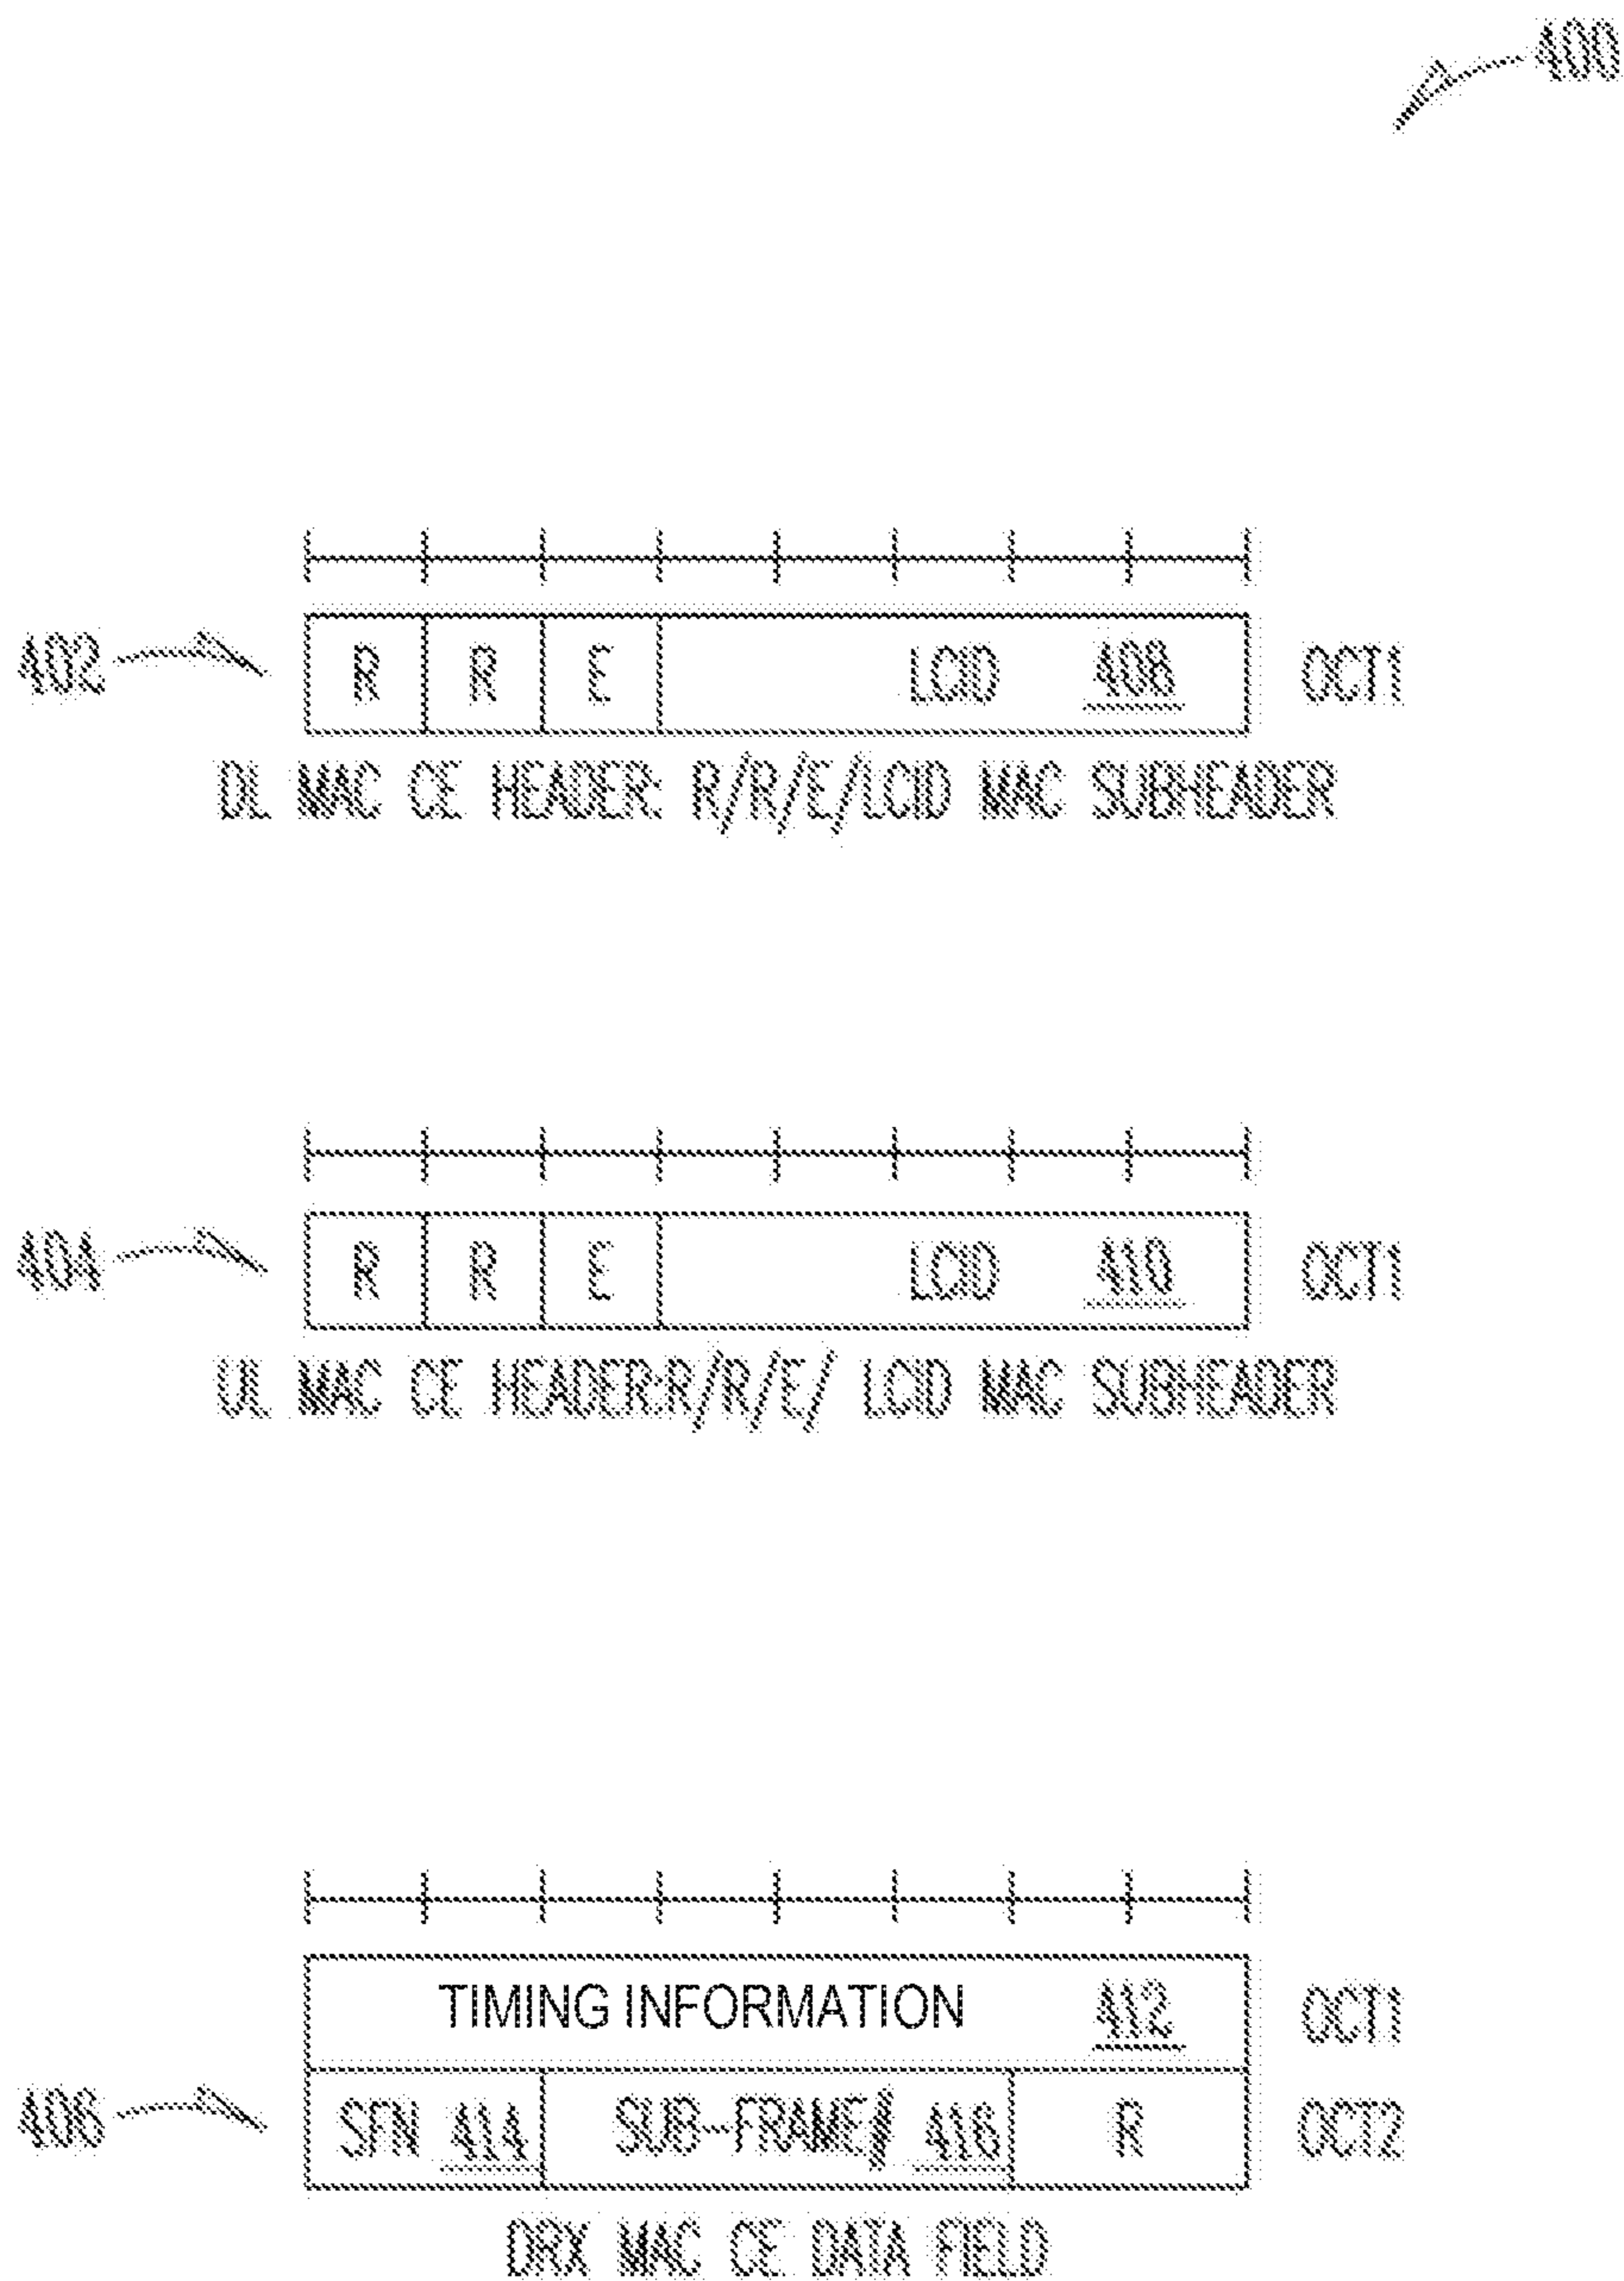 400
402 R R E LCID 408 OCT1
DL MAC CE HEADER: R/R/E/LCID MAC SUBHEADER
404 R R E LCID 410 OCT1
UL MAC CE HEADER:R/R/E/ LCID MAC SUBHEADER
TIMING INFORMATION 412 OCT1
406 SFN 414 SUB-FRAME# 416 R OCT2
DRX MAC CE DATA FIELD